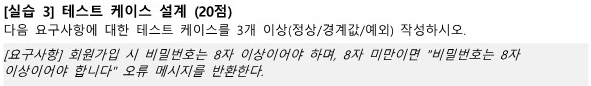 [실습 3] 테스트 케이스 설계 (20점)
다음 요구사항에 대한 테스트 케이스를 3개 이상(정상/경계값/예외) 작성하시오.
[요구사항] 회원가입 시 비밀번호는 8자 이상이어야 하며, 8자 미만이면 "비밀번호는 8자
이상이어야 합니다" 오류 메시지를 반환한다.